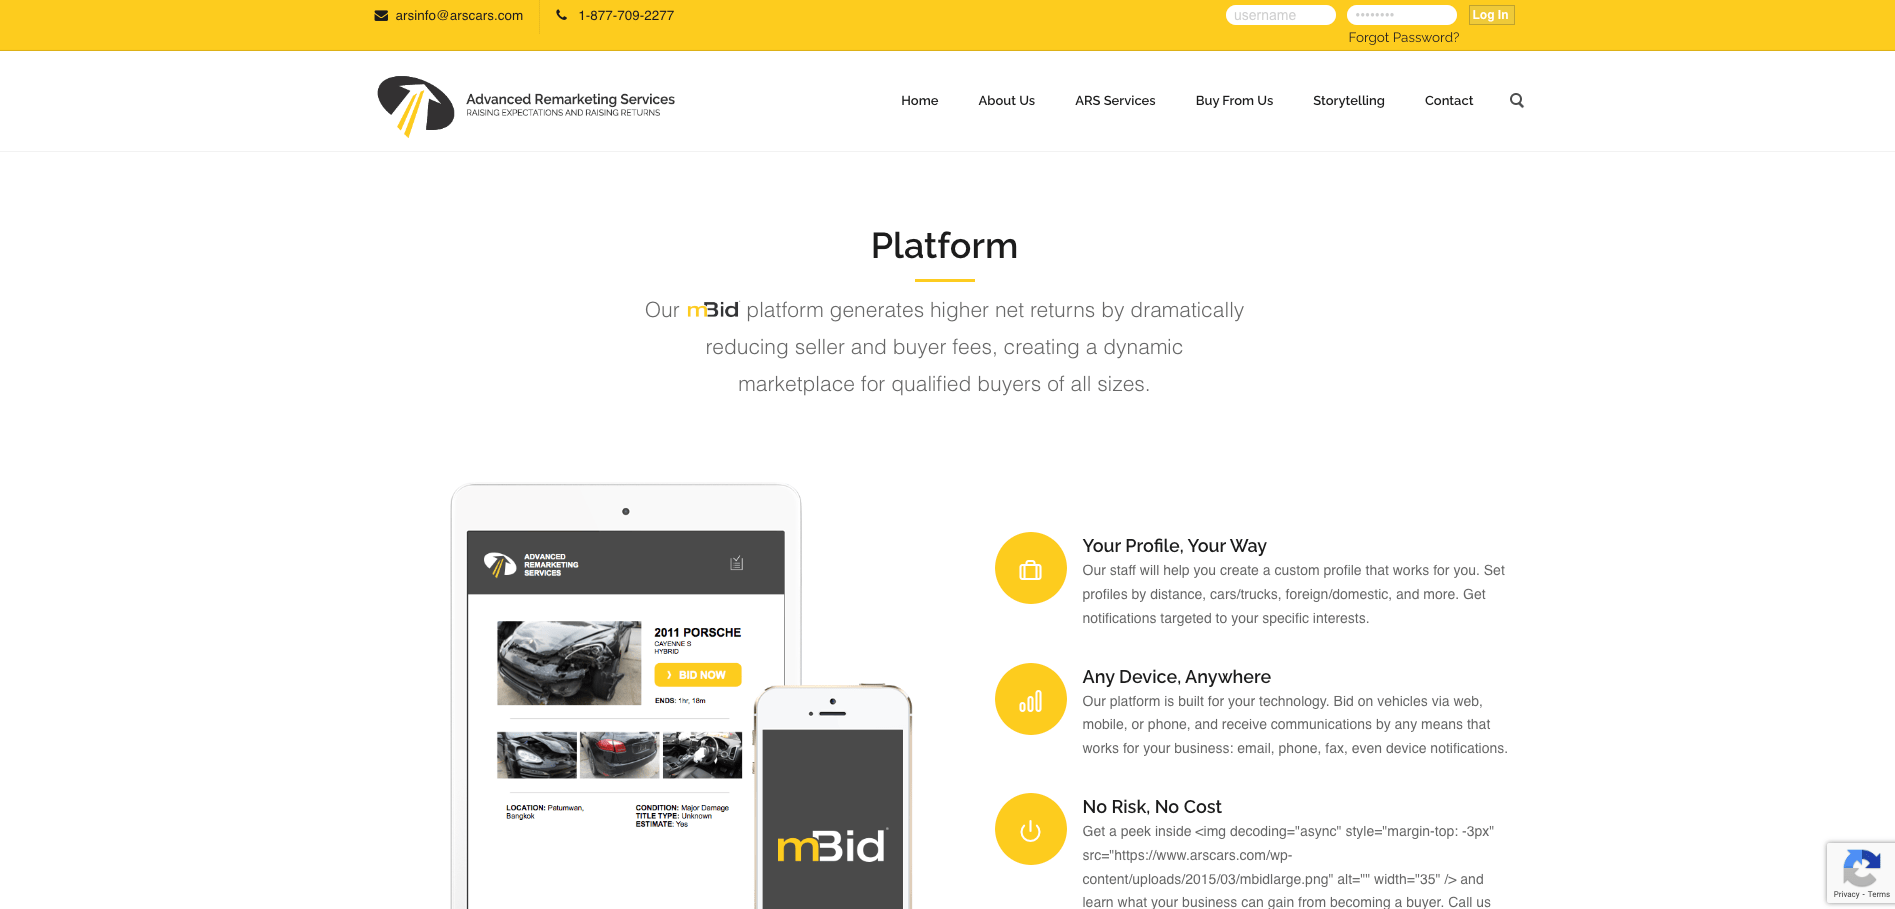 arsinfo@arscars.com
1-877-709-2277
username
Log In
Forgot Password?
Advanced Remarketing Services
RAISING EXPECTATIONS AND RAISING RETURNS
Home
About Us
ARS Services
Buy From Us
Storytelling
Contact
Platform
Our mBid platform generates higher net returns by dramatically
reducing seller and buyer fees, creating a dynamic
marketplace for qualified buyers of all sizes.
ADVANCED
REMARKETING
SERVICES
2011 PORSCHE
CAYENNE S
HYBRID
BID NOW
ENDS: 1hr, 18m
LOCATION: Patumwan,
Bangkok
CONDITION: Major Damage
TITLE TYPE: Unknown
ESTIMATE: Yes
mBid
Your Profile, Your Way
Our staff will help you create a custom profile that works for you. Set
profiles by distance, cars/trucks, foreign/domestic, and more. Get
notifications targeted to your specific interests.
Any Device, Anywhere
Our platform is built for your technology. Bid on vehicles via web,
mobile, or phone, and receive communications by any means that
works for your business: email, phone, fax, even device notifications.
No Risk, No Cost
Get a peek inside <img decoding="async" style="margin-top: -3px"
src="https://www.arscars.com/wp-
content/uploads/2015/03/mbidlarge.png" alt="" width="35" /> and
learn what your business can gain from becoming a buyer. Call us
Privacy - Terms